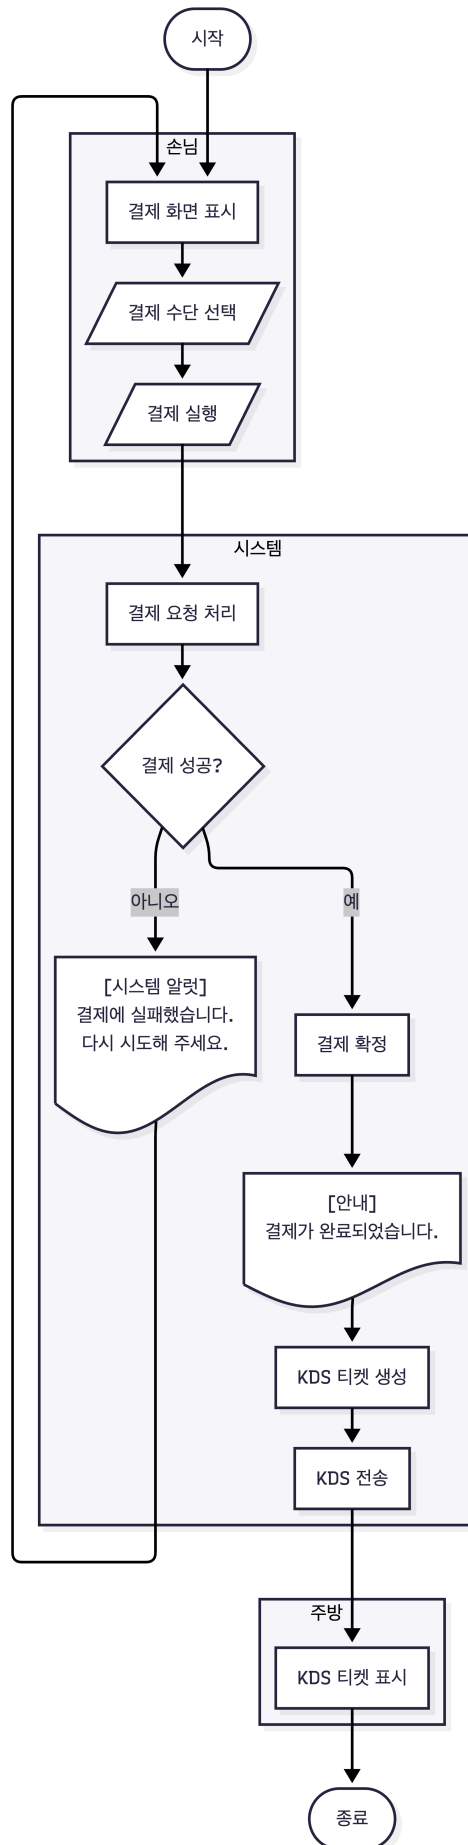 시작
손님
결제 화면 표시
결제 수단 선택
결제 실행
시스템
결제 요청 처리
결제 성공?
아니오
예
[시스템 알럿]
결제에 실패했습니다.
다시 시도해 주세요.
결제 확정
[안내]
결제가 완료되었습니다.
KDS 티켓 생성
KDS 전송
주방
KDS 티켓 표시
종료